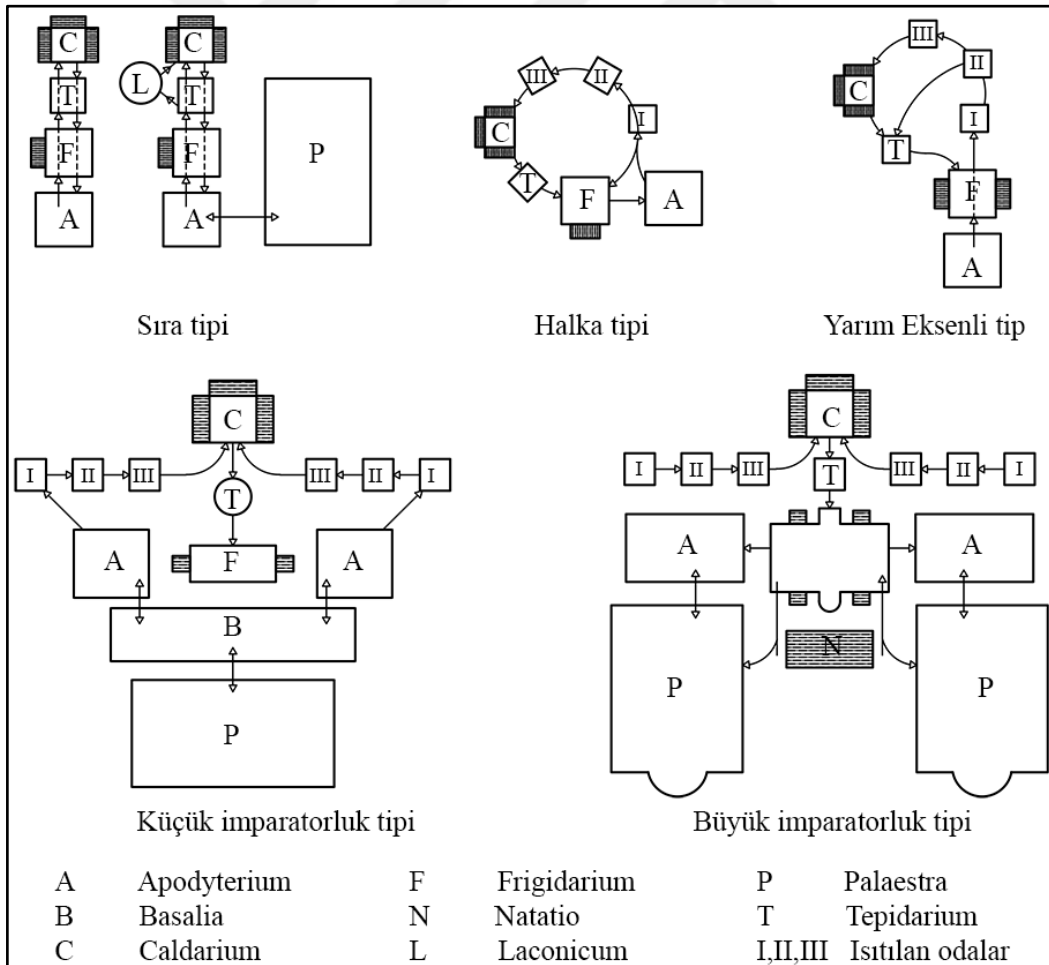 C C
L T T
F F
A A P
Sıra tipi
III II
C I
T F A
Halka tipi
III
II
C I
T
F
A
Yarım Eksenli tip
C
I II III III II I
T
A F A
B
P
Küçük imparatorluk tipi
C
I II III T III II I
A A
N
P P
Büyük imparatorluk tipi
A Apodyterium F Frigidarium P Palaestra
B Basalia N Natatio T Tepidarium
C Caldarium L Laconicum I,II,III Isıtılan odalar